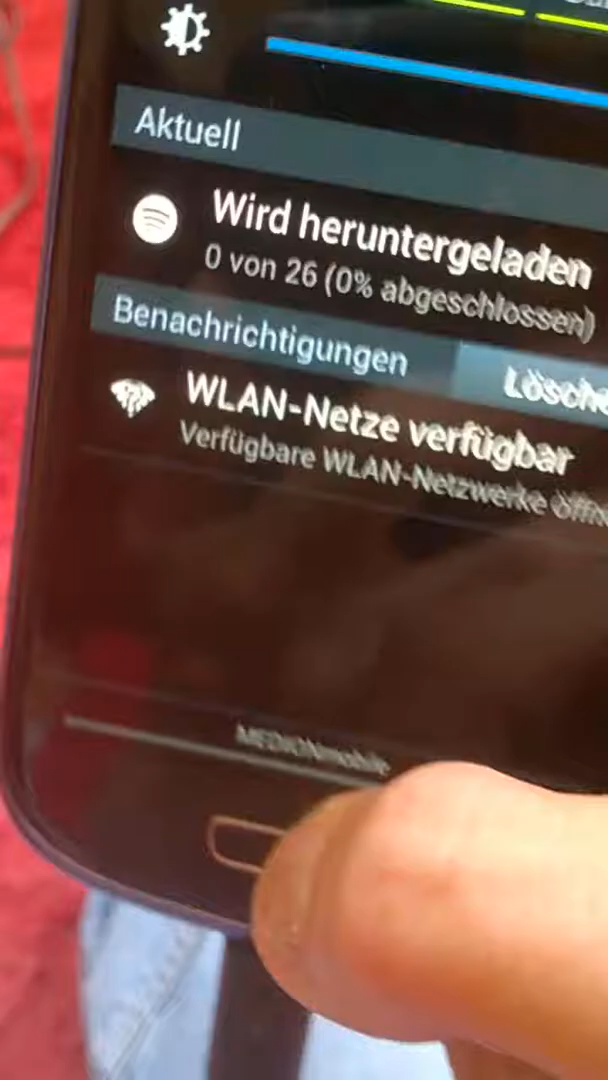 Aktuell
Wird heruntergeladen
0 von 26 (0% abgeschlossen)
Benachrichtigungen
WLAN-Netze verfügbar
Verfügbare WLAN-Netzwerke
MEDIONmobile